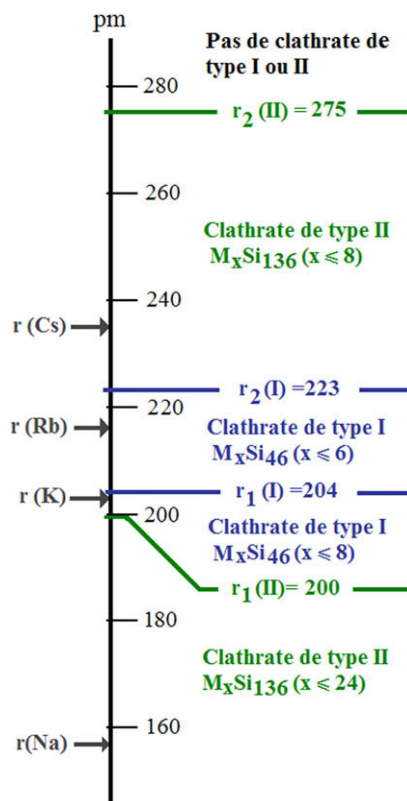 pm
Pas de clathrate de
type I ou II
280
r2 (II) = 275
260
Clathrate de type II
MxSi136 (x ⩽ 8)
240
r (Cs)
r2(I) =223
220
r (Rb)
Clathrate de type I
MxSi46 (x ⩽ 6)
r (K)
r1 (I) =204
200
Clathrate de type I
MxSi46 (x ⩽ 8)
r1 (II)= 200
180
Clathrate de type II
MxSi136 (x ⩽ 24)
160
r(Na)